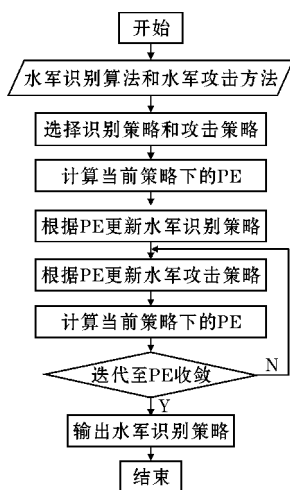 开始
水军识别算法和水军攻击方法
选择识别策略和攻击策略
计算当前策略下的PE
根据PE更新水军识别策略
根据PE更新水军攻击策略
计算当前策略下的PE
迭代至PE收敛
N
Y
输出水军识别策略
结束